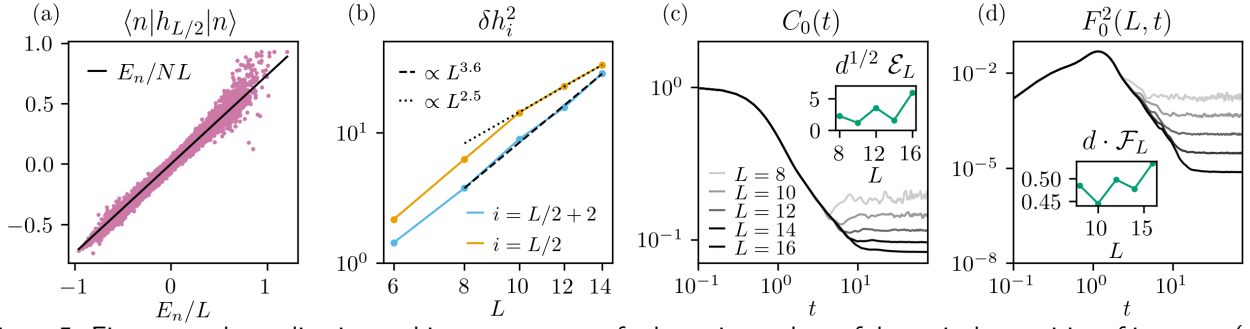 (a) ⟨n|h_{L/2}|n⟩
1.0
0.5
0.0
−0.5
E_n/NL
−1 0 1
E_n/L
(b) δh_i^2
10^1
10^0
∝ L^{3.6}
∝ L^{2.5}
i = L/2 + 2
i = L/2
6 8 10 12 14
L
(c) C_0(t)
10^0
10^{−1}
d^{1/2} ℰ_L
5
0
8 12 16
L
L = 8
L = 10
L = 12
L = 14
L = 16
10^{−1} 10^0 10^1
t
(d) F_0^2(L, t)
10^{−2}
10^{−5}
10^{−8}
d · ℱ_L
0.50
0.45
10 15
L
10^{−1} 10^0 10^1
t